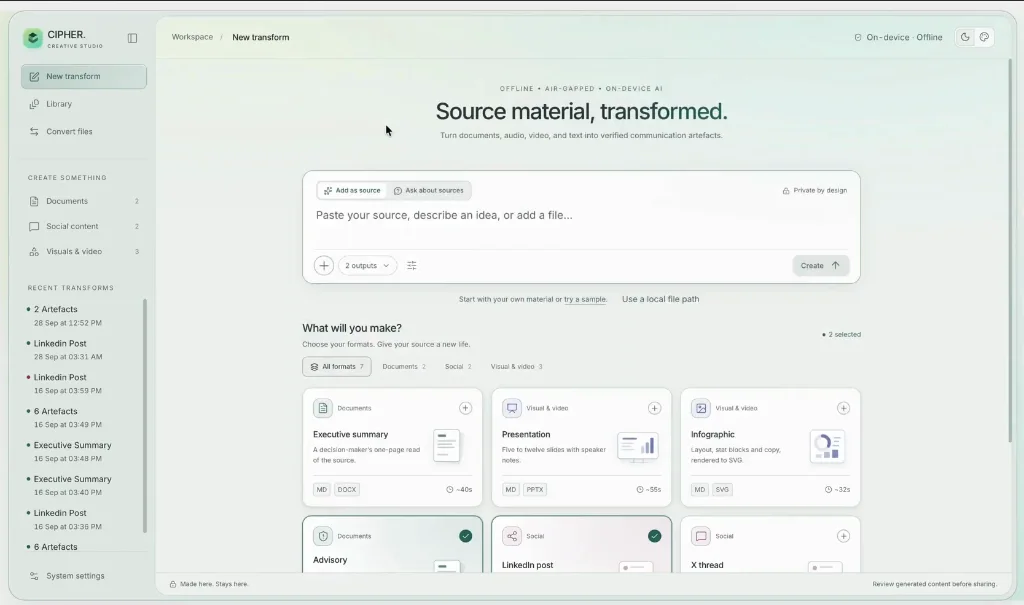 CIPHER.
CREATIVE STUDIO
New transform
Library
Convert files
CREATE SOMETHING
Documents 2
Social content 2
Visuals & video 3
RECENT TRANSFORMS
2 Artefacts
28 Sep at 12:52 PM
Linkedin Post
28 Sep at 03:31 AM
Linkedin Post
16 Sep at 03:59 PM
6 Artefacts
16 Sep at 03:49 PM
Executive Summary
16 Sep at 03:48 PM
Executive Summary
16 Sep at 03:40 PM
Linkedin Post
16 Sep at 03:36 PM
6 Artefacts
System settings
Workspace / New transform
On-device · Offline
OFFLINE • AIR-GAPPED • ON-DEVICE AI
Source material, transformed.
Turn documents, audio, video, and text into verified communication artefacts.
Add as source Ask about sources
Private by design
Paste your source, describe an idea, or add a file...
2 outputs
Create
Start with your own material or try a sample. Use a local file path
What will you make?
Choose your formats. Give your source a new life.
2 selected
All formats 7 Documents 2 Social 2 Visual & video 3
Documents
Executive summary
A decision-maker's one-page read
of the source.
MD DOCX ~40s
Visual & video
Presentation
Five to twelve slides with speaker
notes.
MD PPTX ~55s
Visual & video
Infographic
Layout, stat blocks and copy,
rendered to SVG.
MD SVG ~32s
Documents
Advisory
Social
LinkedIn post
Social
X thread
Made here. Stays here.
Review generated content before sharing.